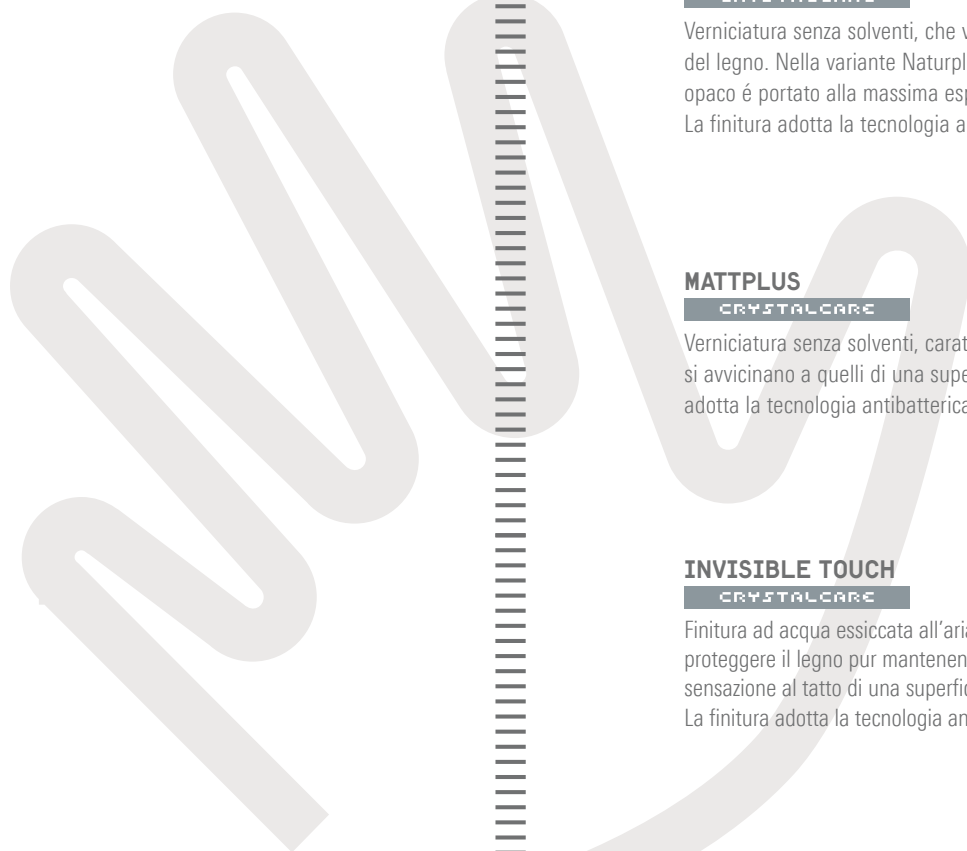 Verniciatura senza solventi, che v
del legno. Nella variante Naturpl
opaco é portato alla massima esp
La finitura adotta la tecnologia a
MATTPLUS
CRYSTALCARE
Verniciatura senza solventi, carat
si avvicinano a quelli di una supe
adotta la tecnologia antibatterica
INVISIBLE TOUCH
CRYSTALCARE
Finitura ad acqua essiccata all’aria
proteggere il legno pur mantenen
sensazione al tatto di una superfic
La finitura adotta la tecnologia an